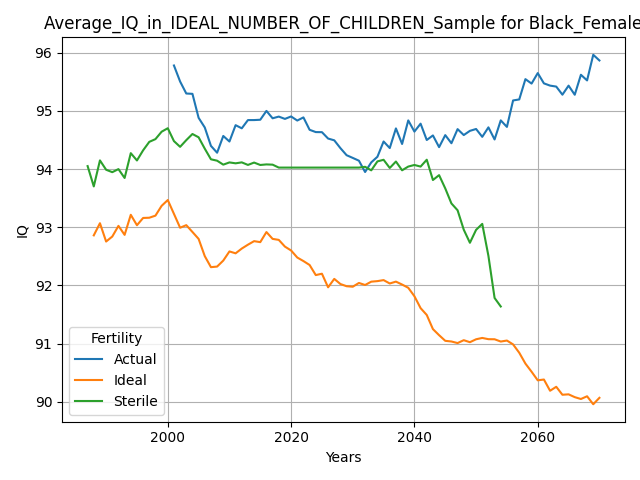 Average_IQ_in_IDEAL_NUMBER_OF_CHILDREN_Sample for Black_Female
96
95
94
93
92
91
90
IQ
Fertility
Actual
Ideal
Sterile
2000
2020
2040
2060
Years